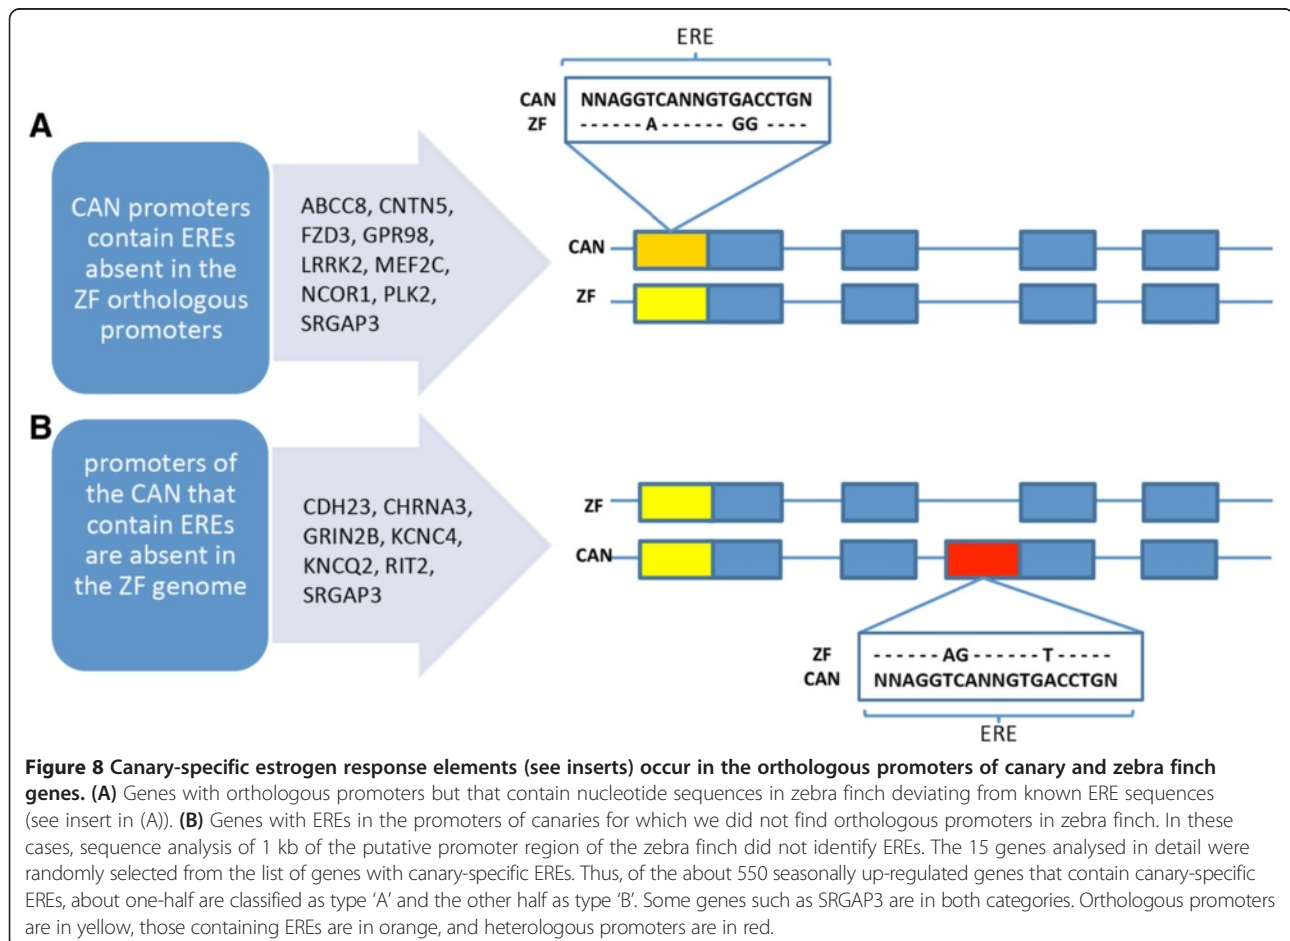 ERE
CAN NNAGGTCANNGTGACCTGN
ZF - - - - - - A - - - - - - GG - - - -
A
CAN promoters
contain EREs
absent in the
ZF orthologous
promoters
ABCC8, CNTN5,
FZD3, GPR98,
LRRK2, MEF2C,
NCOR1, PLK2,
SRGAP3
CAN
ZF
B
promoters of
the CAN that
contain EREs
are absent in
the ZF genome
CDH23, CHRNA3,
GRIN2B, KCNC4,
KNCQ2, RIT2,
SRGAP3
ZF
CAN
ZF - - - - - - AG - - - - - - T - - - - -
CAN NNAGGTCANNGTGACCTGN
ERE
Figure 8 Canary-specific estrogen response elements (see inserts) occur in the orthologous promoters of canary and zebra finch
genes. (A) Genes with orthologous promoters but that contain nucleotide sequences in zebra finch deviating from known ERE sequences
(see insert in (A)). (B) Genes with EREs in the promoters of canaries for which we did not find orthologous promoters in zebra finch. In these
cases, sequence analysis of 1 kb of the putative promoter region of the zebra finch did not identify EREs. The 15 genes analysed in detail were
randomly selected from the list of genes with canary-specific EREs. Thus, of the about 550 seasonally up-regulated genes that contain canary-specific
EREs, about one-half are classified as type ‘A’ and the other half as type ‘B’. Some genes such as SRGAP3 are in both categories. Orthologous promoters
are in yellow, those containing EREs are in orange, and heterologous promoters are in red.